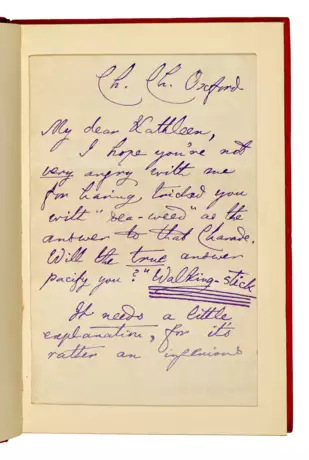 Ch. Ch. Oxford.
My dear Kathleen,
I hope you're not
very angry with me
for having tricked you
with "sea-weed" as the
answer to that Charade.
Will the true answer
pacify you? "Walking-stick
It needs a little
explanation, for it's
rather an